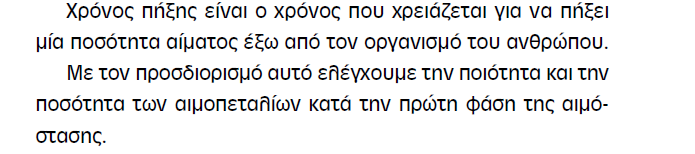 Χρόνος πήξης είναι ο χρόνος που χρειάζεται για να πήξει
μία ποσότητα αίματος έξω από τον οργανισμό του ανθρώπου.
Με τον προσδιορισμό αυτό ελέγχουμε την ποιότητα και την
ποσότητα των αιμοπεταλίων κατά την πρώτη φάση της αιμό-
στασης.